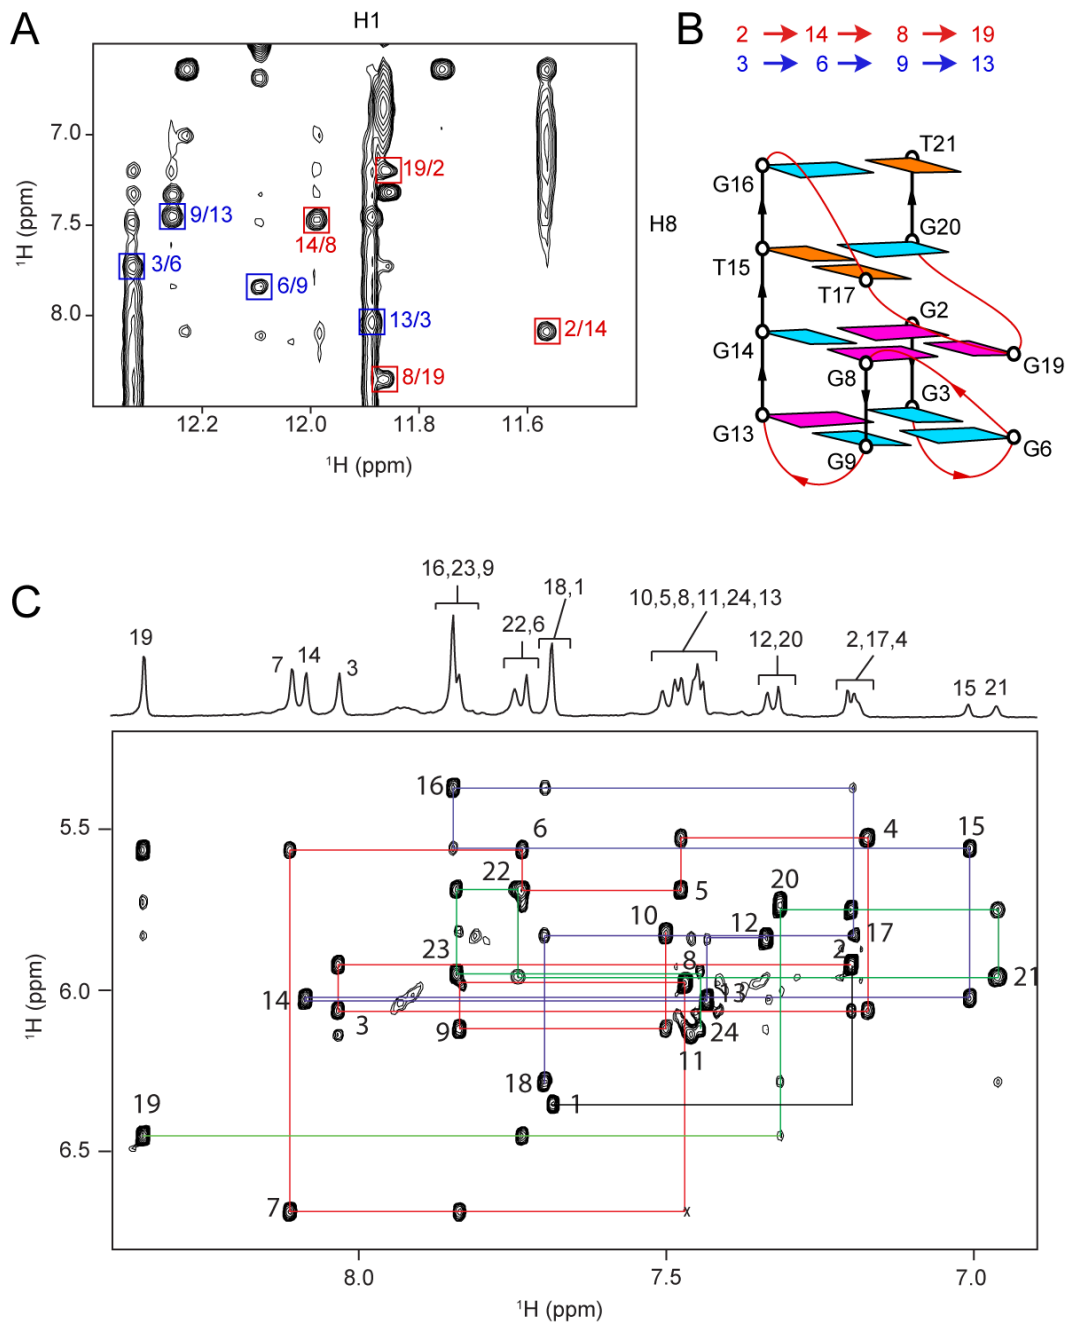 A
H1
7.0
7.5
8.0
¹H (ppm)
19/2
9/13
14/8
3/6
6/9
13/3
2/14
8/19
H8
12.2
12.0
11.8
11.6
¹H (ppm)
B
2 → 14 → 8 → 19
3 → 6 → 9 → 13
T21
G16
G20
T15
T17
G2
G14
G19
G8
G3
G13
G6
G9
C
16,23,9
18,1
10,5,8,11,24,13
22,6
12,20
2,17,4
19
7
14
3
15
21
16
6
4
15
22
5
20
10
12
17
23
8
2
21
14
13
3
9
24
11
18
1
19
7
x
5.5
6.0
6.5
¹H (ppm)
8.0
7.5
7.0
¹H (ppm)